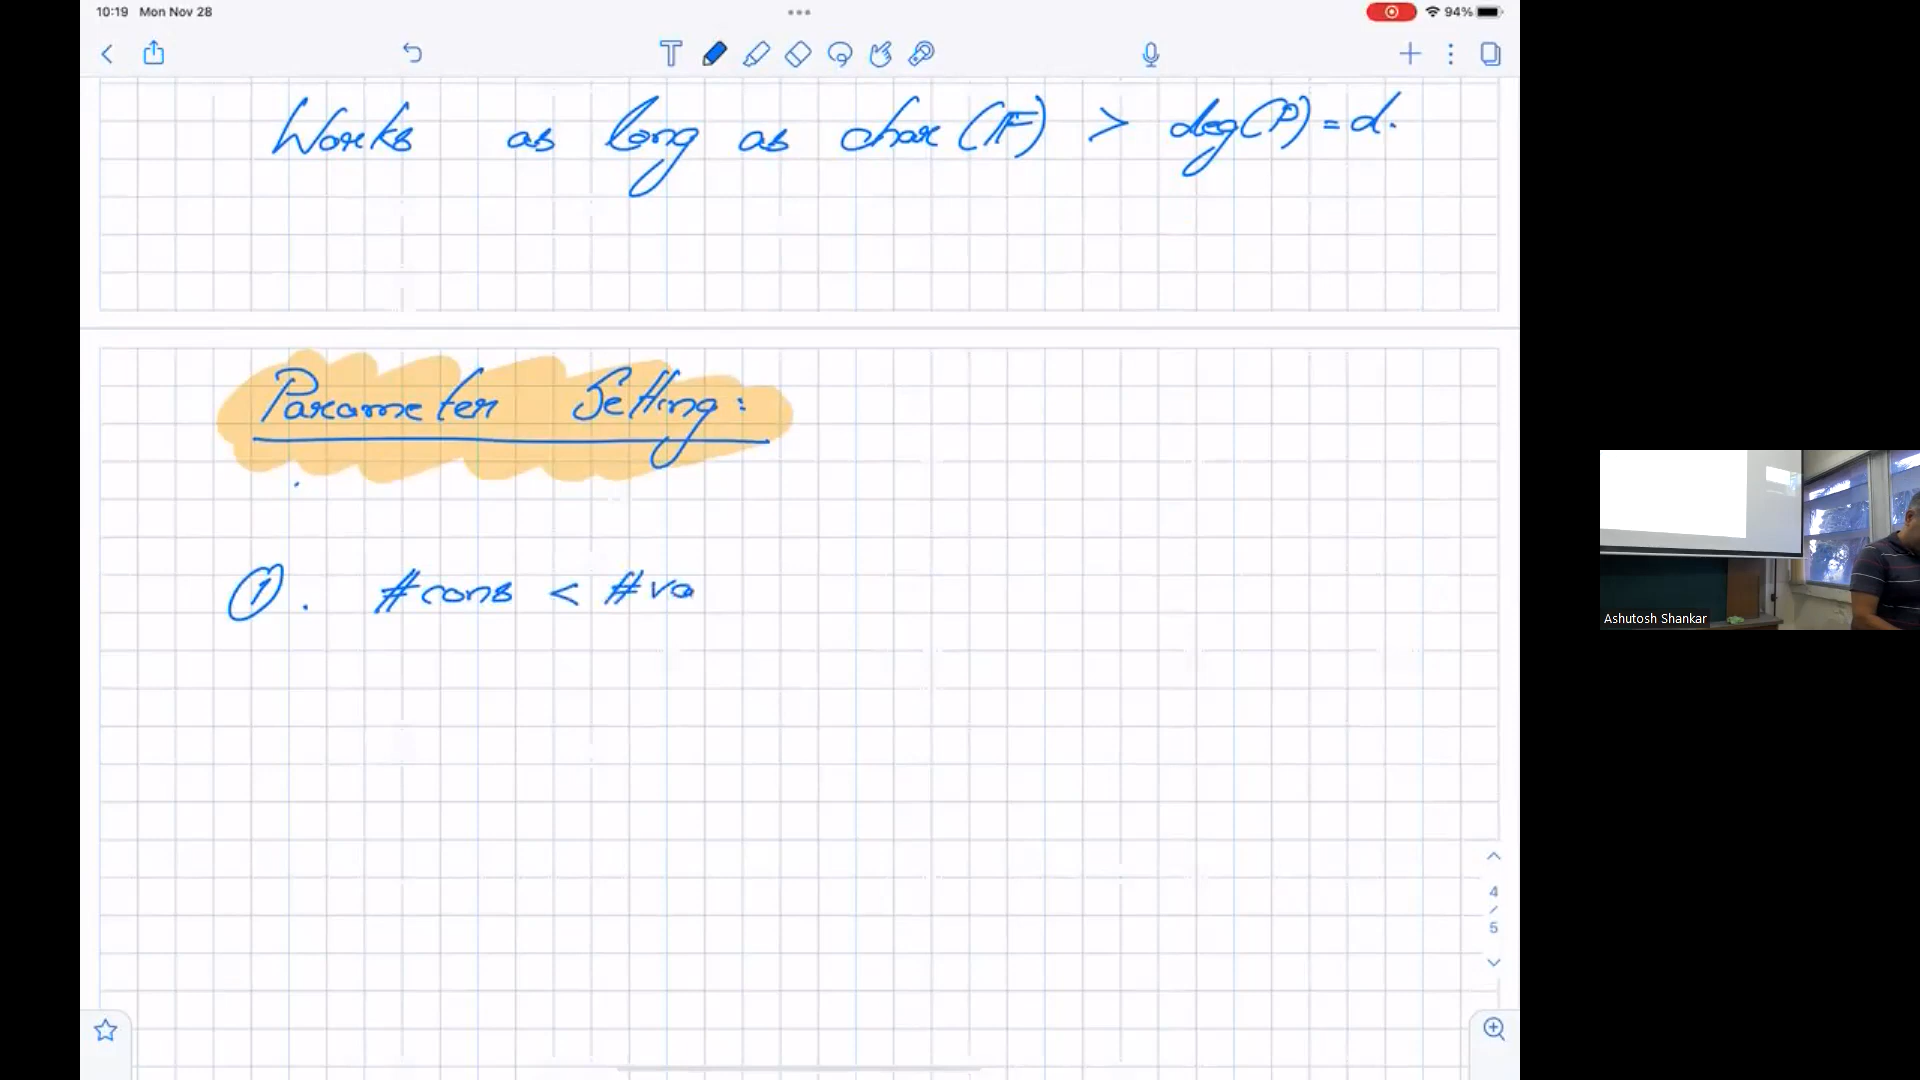 10:19 Mon Nov 28
94%
Works as long as char (F) > deg(P) = d.
Parameter Setting:
①. #cons < #va
4
/
5
Ashutosh Shankar